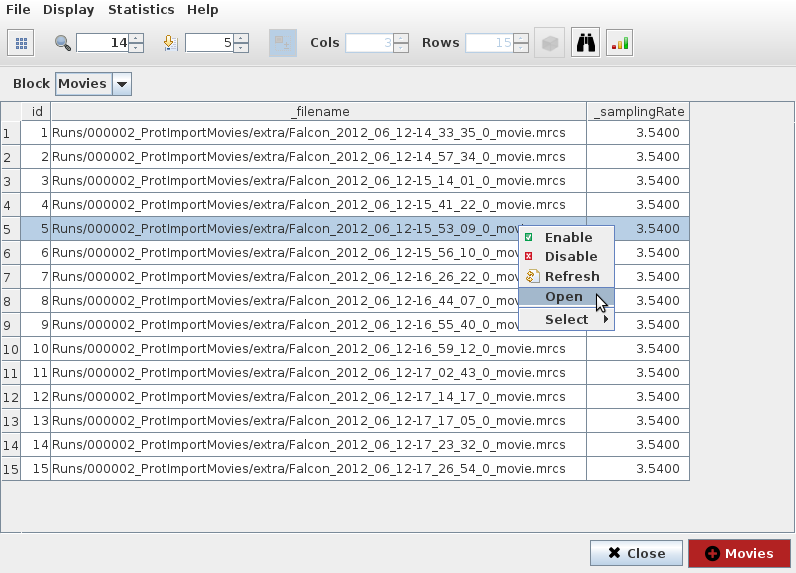 File Display Statistics Help
14 5 Cols 3 Rows 15
Block Movies
id _filename _samplingRate
1 1 Runs/000002_ProtImportMovies/extra/Falcon_2012_06_12-14_33_35_0_movie.mrcs 3.5400
2 2 Runs/000002_ProtImportMovies/extra/Falcon_2012_06_12-14_57_34_0_movie.mrcs 3.5400
3 3 Runs/000002_ProtImportMovies/extra/Falcon_2012_06_12-15_14_01_0_movie.mrcs 3.5400
4 4 Runs/000002_ProtImportMovies/extra/Falcon_2012_06_12-15_41_22_0_movie.mrcs 3.5400
5 5 Runs/000002_ProtImportMovies/extra/Falcon_2012_06_12-15_53_09_0_mov 3.5400
Enable
6 6 Runs/000002_ProtImportMovies/extra/Falcon_2012_06_12-15_56_10_0_mov 3.5400
Disable
7 7 Runs/000002_ProtImportMovies/extra/Falcon_2012_06_12-16_26_22_0_mov 3.5400
Refresh
8 8 Runs/000002_ProtImportMovies/extra/Falcon_2012_06_12-16_44_07_0_mov 3.5400
Open
9 9 Runs/000002_ProtImportMovies/extra/Falcon_2012_06_12-16_55_40_0_mov 3.5400
Select
10 10 Runs/000002_ProtImportMovies/extra/Falcon_2012_06_12-16_59_12_0_movie.mrcs 3.5400
11 11 Runs/000002_ProtImportMovies/extra/Falcon_2012_06_12-17_02_43_0_movie.mrcs 3.5400
12 12 Runs/000002_ProtImportMovies/extra/Falcon_2012_06_12-17_14_17_0_movie.mrcs 3.5400
13 13 Runs/000002_ProtImportMovies/extra/Falcon_2012_06_12-17_17_05_0_movie.mrcs 3.5400
14 14 Runs/000002_ProtImportMovies/extra/Falcon_2012_06_12-17_23_32_0_movie.mrcs 3.5400
15 15 Runs/000002_ProtImportMovies/extra/Falcon_2012_06_12-17_26_54_0_movie.mrcs 3.5400
Close Movies